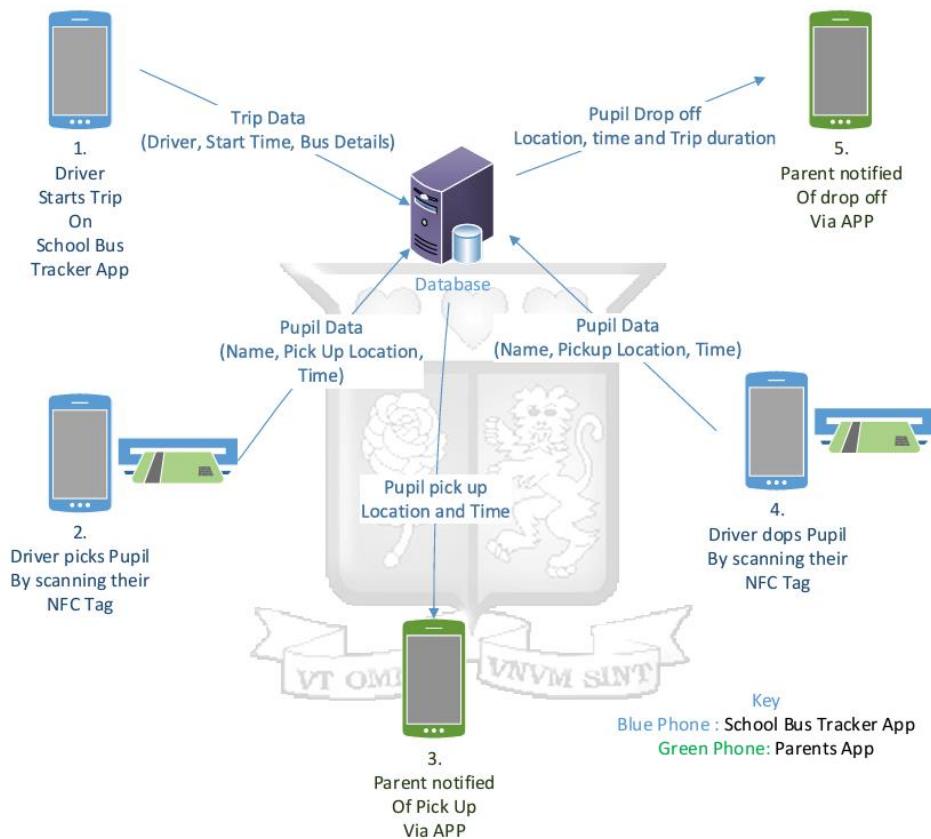 1.
Driver
Starts Trip
On
School Bus
Tracker App
Trip Data
(Driver, Start Time, Bus Details)
Pupil Drop off
Location, time and Trip duration
5.
Parent notified
Of drop off
Via APP
Database
Pupil Data
(Name, Pick Up Location,
Time)
Pupil Data
(Name, Pickup Location, Time)
2.
Driver picks Pupil
By scanning their
NFC Tag
Pupil pick up
Location and Time
4.
Driver dops Pupil
By scanning their
NFC Tag
VT OM
VNVM SINT
3.
Parent notified
Of Pick Up
Via APP
Key
Blue Phone : School Bus Tracker App
Green Phone: Parents App